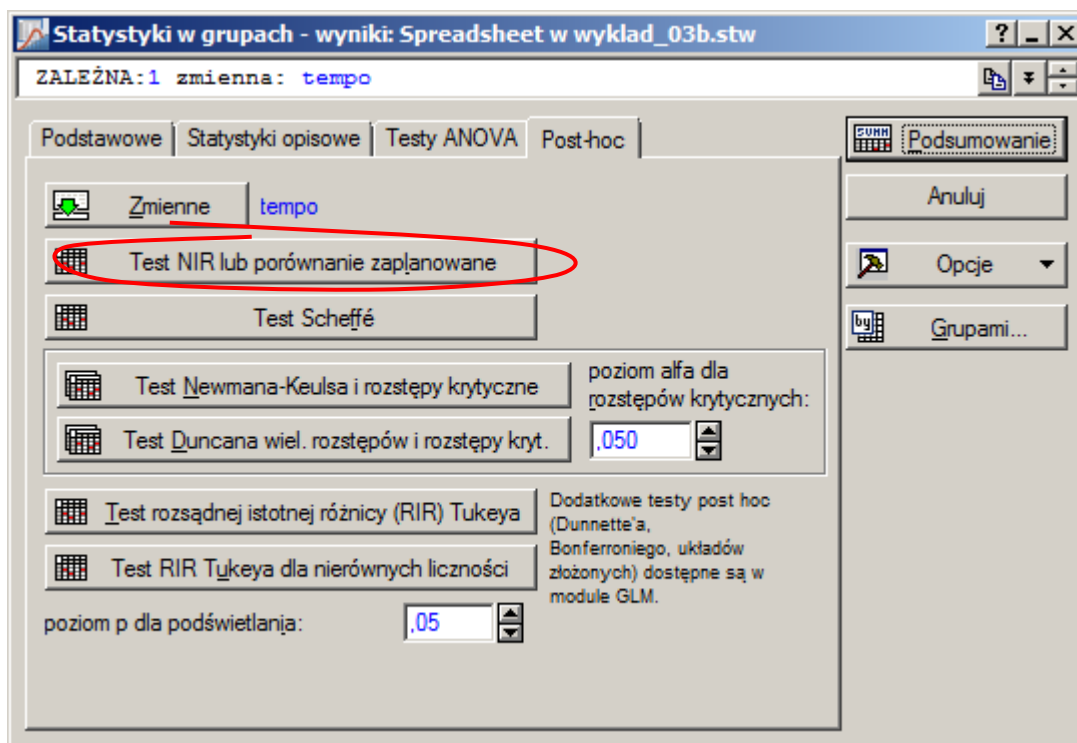 Statystyki w grupach - wyniki: Spreadsheet w wyklad_03b.stw
ZALEŻNA:1 zmienna: tempo
Podstawowe Statystyki opisowe Testy ANOVA Post-hoc
SUMM Podsumowanie
Anuluj
Opcje
by Grupami...
Zmienne tempo
Test NIR lub porównanie zaplanowane
Test Scheffé
Test Newmana-Keulsa i rozstępy krytyczne
Test Duncana wiel. rozstępów i rozstępy kryt.
poziom alfa dla
rozstępów krytycznych:
,050
Test rozsądnej istotnej różnicy (RIR) Tukeya
Test RIR Tukeya dla nierównych liczności
Dodatkowe testy post hoc
(Dunnette'a,
Bonferroniego, układów
złożonych) dostępne są w
module GLM.
poziom p dla podświetlania: ,05